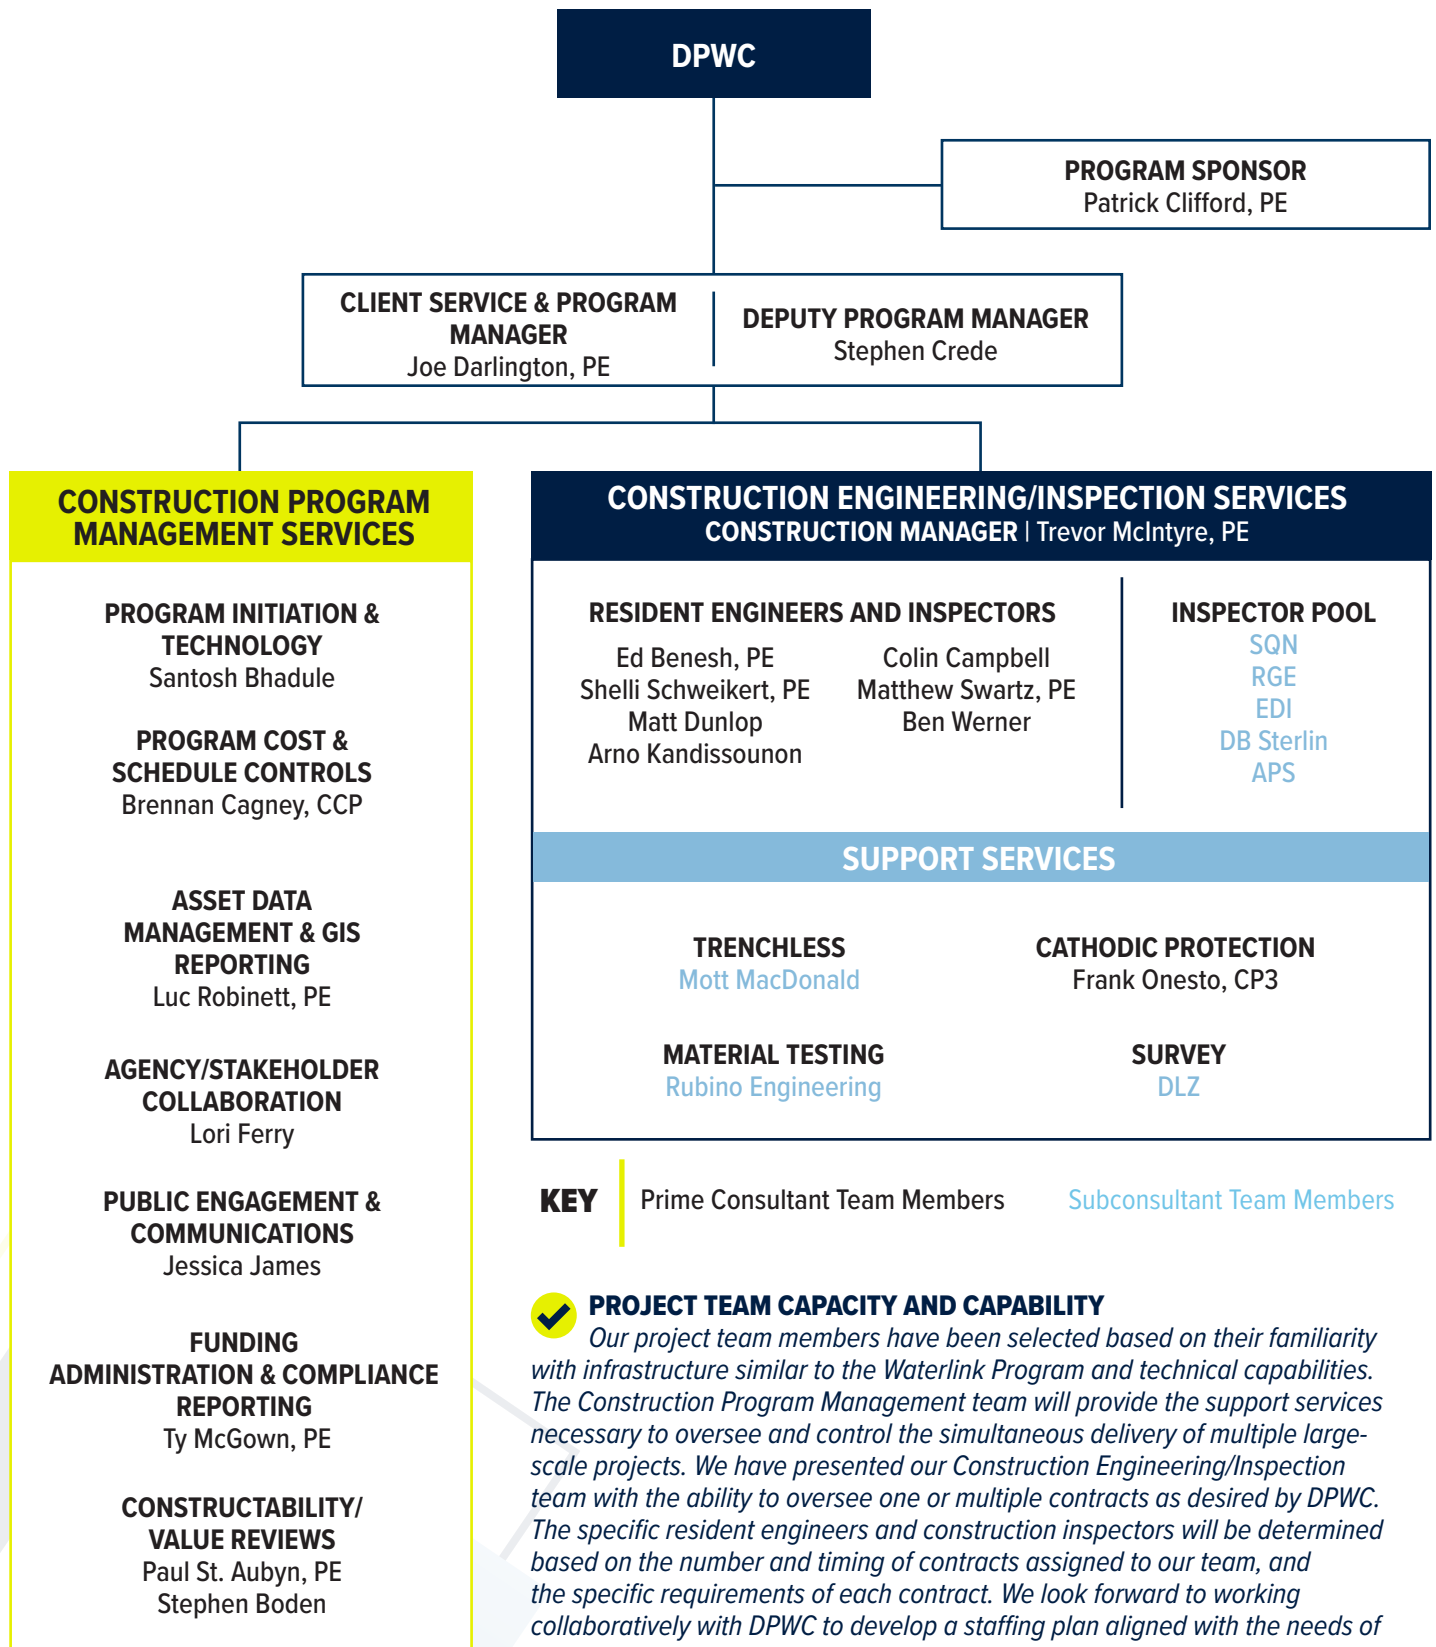 DPWC
PROGRAM SPONSOR
Patrick Clifford, PE
CLIENT SERVICE & PROGRAM
MANAGER
Joe Darlington, PE
DEPUTY PROGRAM MANAGER
Stephen Crede
CONSTRUCTION PROGRAM
MANAGEMENT SERVICES
PROGRAM INITIATION &
TECHNOLOGY
Santosh Bhadule
PROGRAM COST &
SCHEDULE CONTROLS
Brennan Cagney, CCP
ASSET DATA
MANAGEMENT & GIS
REPORTING
Luc Robinett, PE
AGENCY/STAKEHOLDER
COLLABORATION
Lori Ferry
PUBLIC ENGAGEMENT &
COMMUNICATIONS
Jessica James
FUNDING
ADMINISTRATION & COMPLIANCE
REPORTING
Ty McGown, PE
CONSTRUCTABILITY/
VALUE REVIEWS
Paul St. Aubyn, PE
Stephen Boden
CONSTRUCTION ENGINEERING/INSPECTION SERVICES
CONSTRUCTION MANAGER | Trevor McIntyre, PE
RESIDENT ENGINEERS AND INSPECTORS
Ed Benesh, PE
Shelli Schweikert, PE
Matt Dunlop
Arno Kandissounon
Colin Campbell
Matthew Swartz, PE
Ben Werner
INSPECTOR POOL
SQN
RGE
EDI
DB Sterlin
APS
SUPPORT SERVICES
TRENCHLESS
Mott MacDonald
CATHODIC PROTECTION
Frank Onesto, CP3
MATERIAL TESTING
Rubino Engineering
SURVEY
DLZ
KEY
Prime Consultant Team Members
Subconsultant Team Members
PROJECT TEAM CAPACITY AND CAPABILITY
Our project team members have been selected based on their familiarity
with infrastructure similar to the Waterlink Program and technical capabilities.
The Construction Program Management team will provide the support services
necessary to oversee and control the simultaneous delivery of multiple large-
scale projects. We have presented our Construction Engineering/Inspection
team with the ability to oversee one or multiple contracts as desired by DPWC.
The specific resident engineers and construction inspectors will be determined
based on the number and timing of contracts assigned to our team, and
the specific requirements of each contract. We look forward to working
collaboratively with DPWC to develop a staffing plan aligned with the needs of